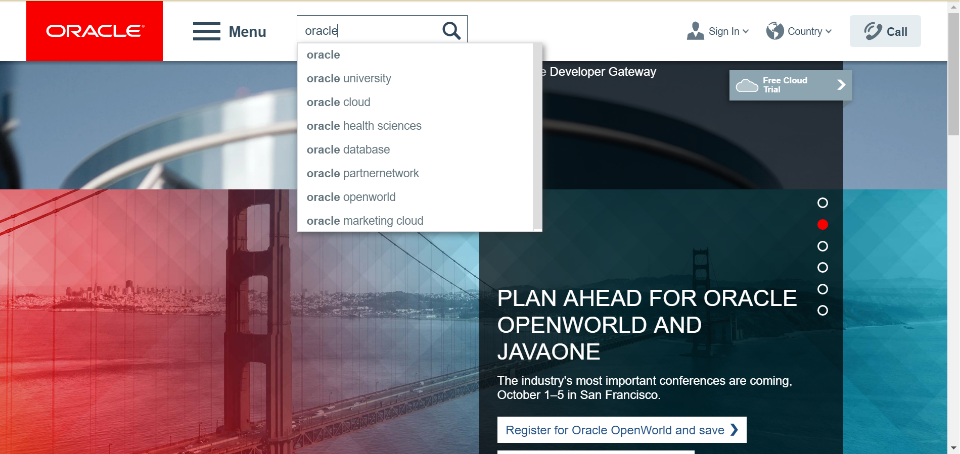 ORACLE
Menu
oracle
Sign In
Country
Call
oracle
oracle university
oracle cloud
oracle health sciences
oracle database
oracle partnernetwork
oracle openworld
oracle marketing cloud
Developer Gateway
Free Cloud
Trial
PLAN AHEAD FOR ORACLE
OPENWORLD AND
JAVAONE
The industry's most important conferences are coming,
October 1–5 in San Francisco.
Register for Oracle OpenWorld and save